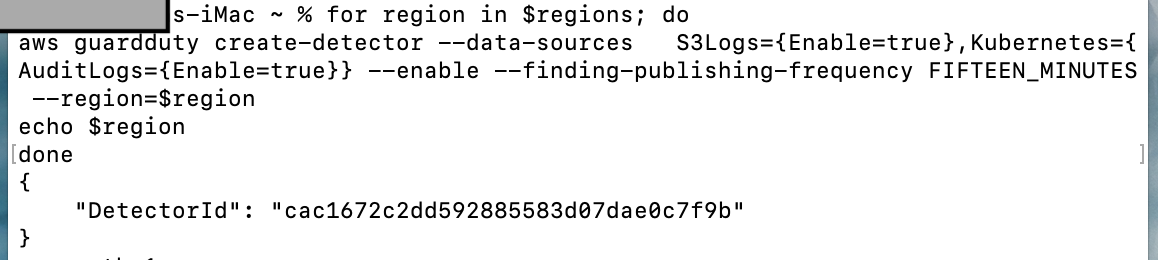 s-iMac ~ % for region in $regions; do
aws guardduty create-detector --data-sources   S3Logs={Enable=true},Kubernetes={
AuditLogs={Enable=true}} --enable --finding-publishing-frequency FIFTEEN_MINUTES
 --region=$region
echo $region
[done ]
{
    "DetectorId": "cac1672c2dd592885583d07dae0c7f9b"
}